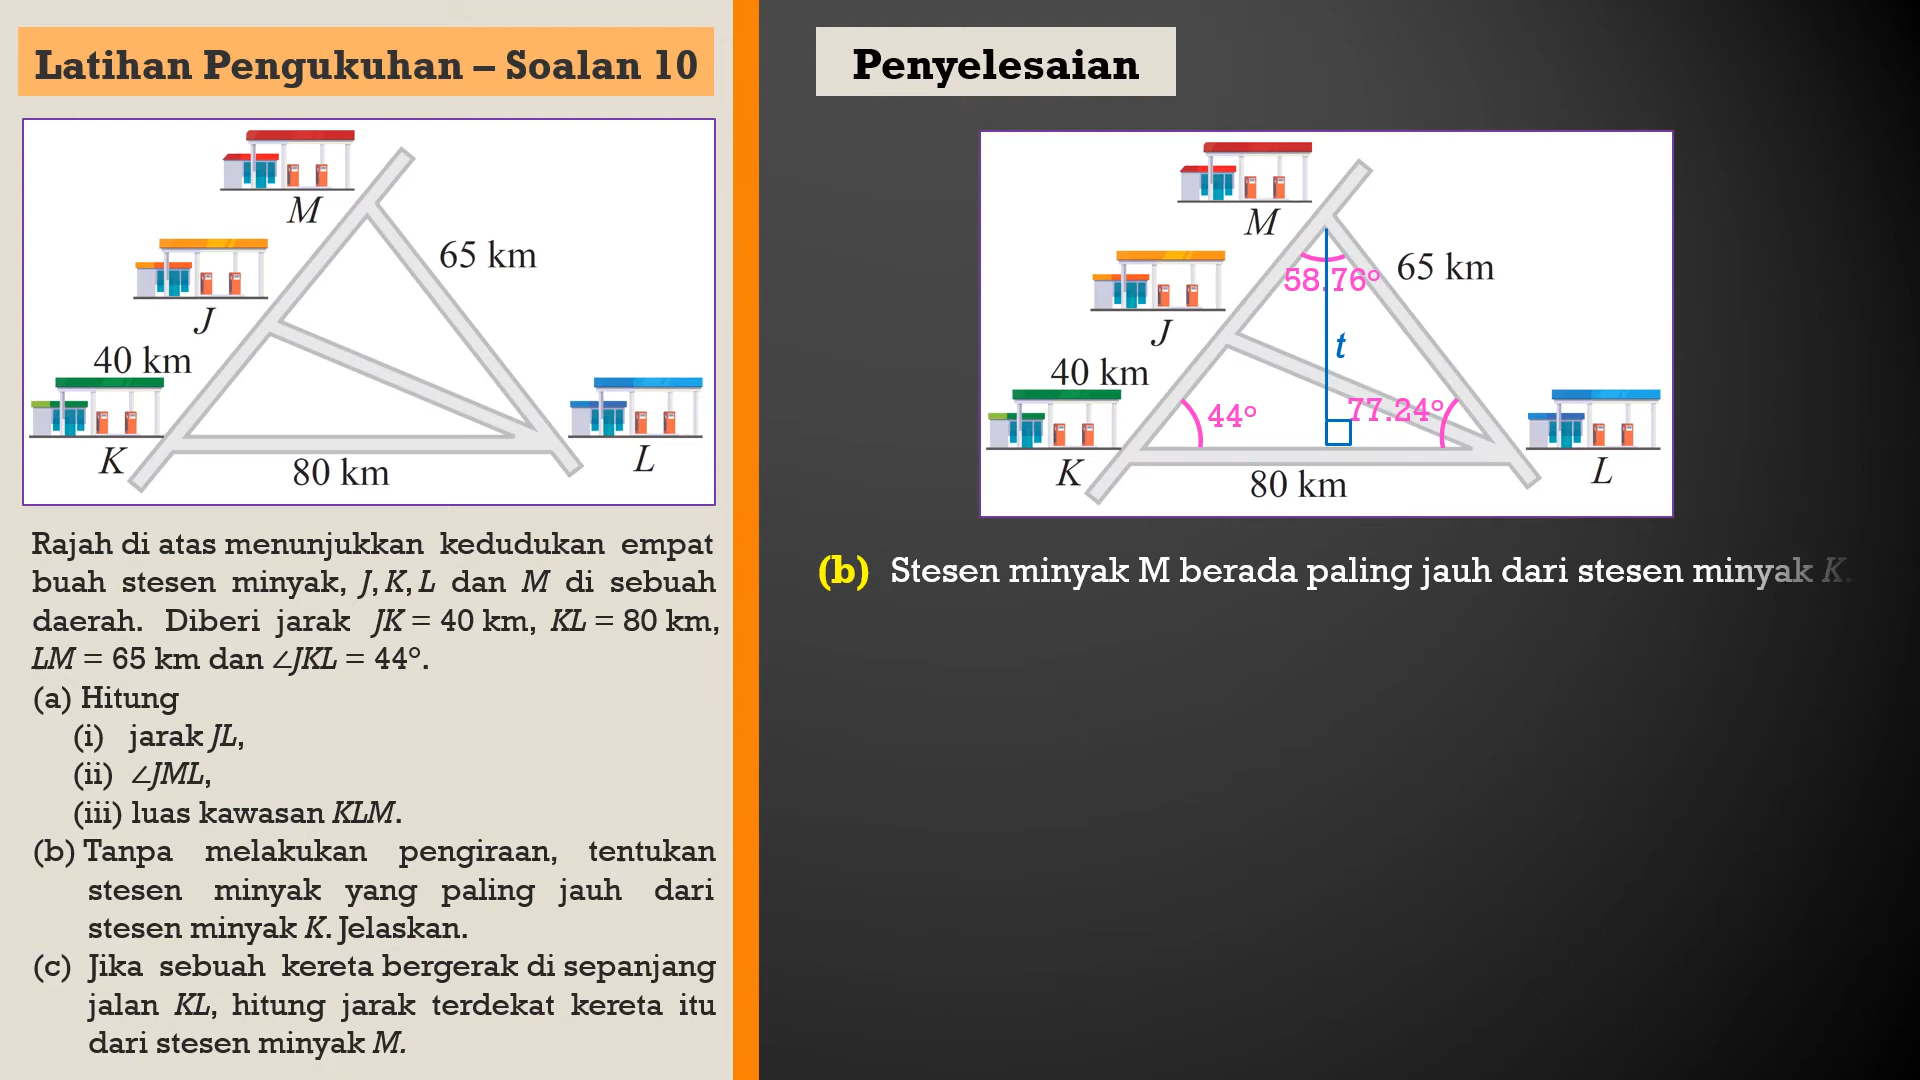 Latihan Pengukuhan – Soalan 10
M
65 km
J
40 km
K
80 km
L
Rajah di atas menunjukkan kedudukan empat
buah stesen minyak, J, K, L dan M di sebuah
daerah. Diberi jarak JK = 40 km, KL = 80 km,
LM = 65 km dan ∠JKL = 44°.
(a) Hitung
(i) jarak JL,
(ii) ∠JML,
(iii) luas kawasan KLM.
(b) Tanpa melakukan pengiraan, tentukan
stesen minyak yang paling jauh dari
stesen minyak K. Jelaskan.
(c) Jika sebuah kereta bergerak di sepanjang
jalan KL, hitung jarak terdekat kereta itu
dari stesen minyak M.
Penyelesaian
M
58.76°
65 km
J
t
40 km
44°
77.24°
K
80 km
L
(b) Stesen minyak M berada paling jauh dari stesen minyak K.